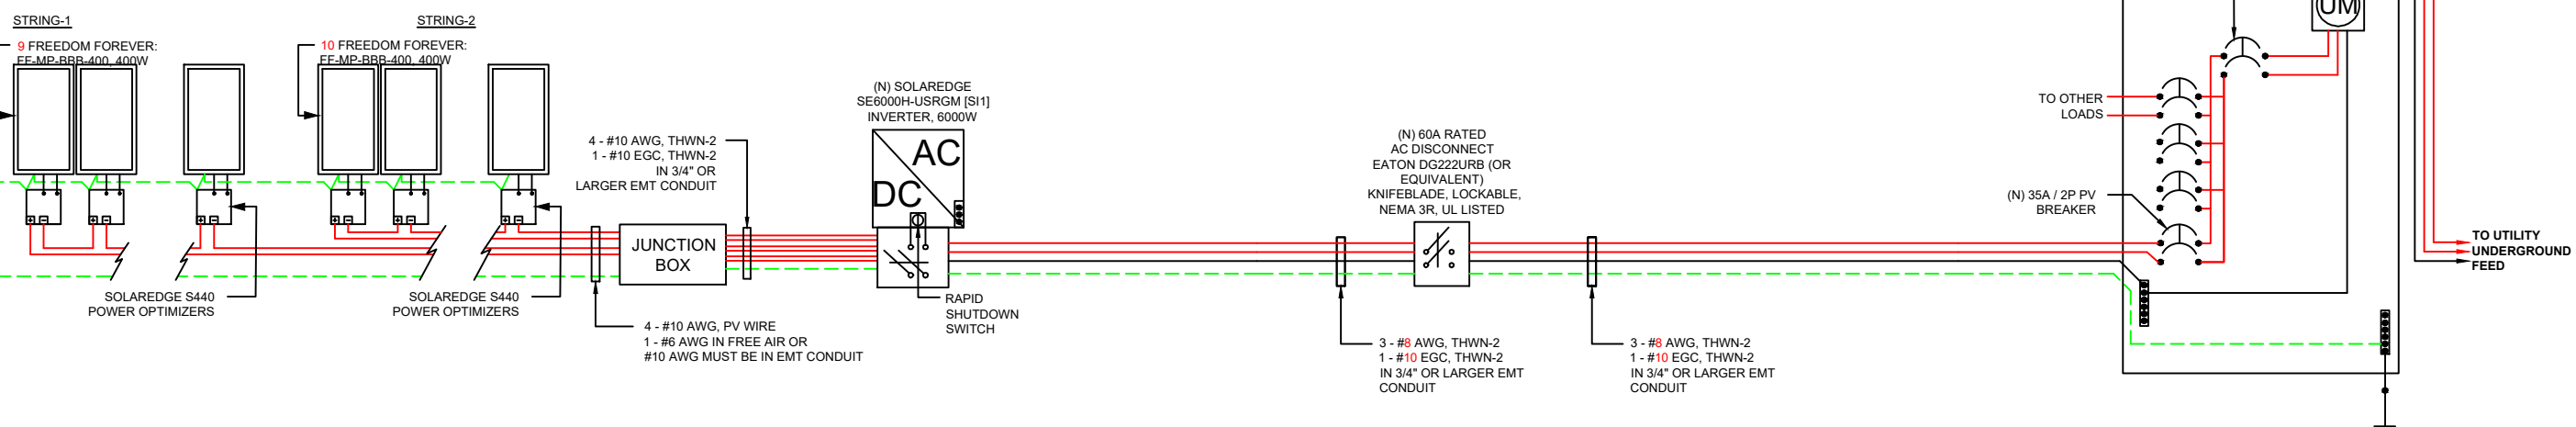 STRING-1
9 FREEDOM FOREVER:
FF-MP-BBB-400, 400W
STRING-2
10 FREEDOM FOREVER:
FF-MP-BBB-400, 400W
SOLAREDGE S440
POWER OPTIMIZERS
SOLAREDGE S440
POWER OPTIMIZERS
4 - #10 AWG, THWN-2
1 - #10 EGC, THWN-2
IN 3/4" OR
LARGER EMT CONDUIT
JUNCTION
BOX
4 - #10 AWG, PV WIRE
1 - #6 AWG IN FREE AIR OR
#10 AWG MUST BE IN EMT CONDUIT
(N) SOLAREDGE
SE6000H-USRGM [SI1]
INVERTER, 6000W
AC
DC
RAPID
SHUTDOWN
SWITCH
(N) 60A RATED
AC DISCONNECT
EATON DG222URB (OR
EQUIVALENT)
KNIFEBLADE, LOCKABLE,
NEMA 3R, UL LISTED
3 - #8 AWG, THWN-2
1 - #10 EGC, THWN-2
IN 3/4" OR LARGER EMT
CONDUIT
3 - #8 AWG, THWN-2
1 - #10 EGC, THWN-2
IN 3/4" OR LARGER EMT
CONDUIT
UM
TO OTHER
LOADS
(N) 35A / 2P PV
BREAKER
TO UTILITY
UNDERGROUND
FEED